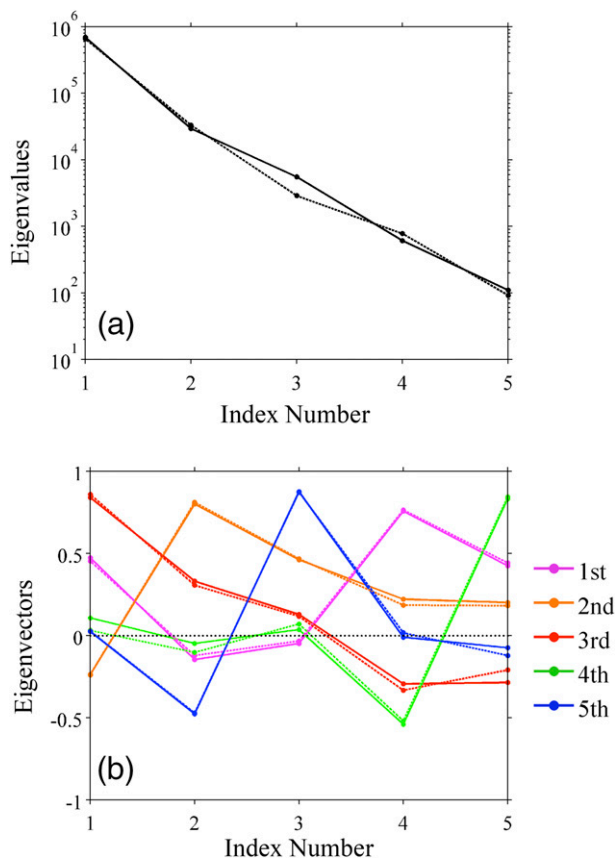 10^6
10^5
10^4
10^3
10^2
10^1
Eigenvalues
(a)
1 2 3 4 5
Index Number
1
0.5
0
-0.5
-1
Eigenvectors
(b)
1 2 3 4 5
Index Number
1st
2nd
3rd
4th
5th